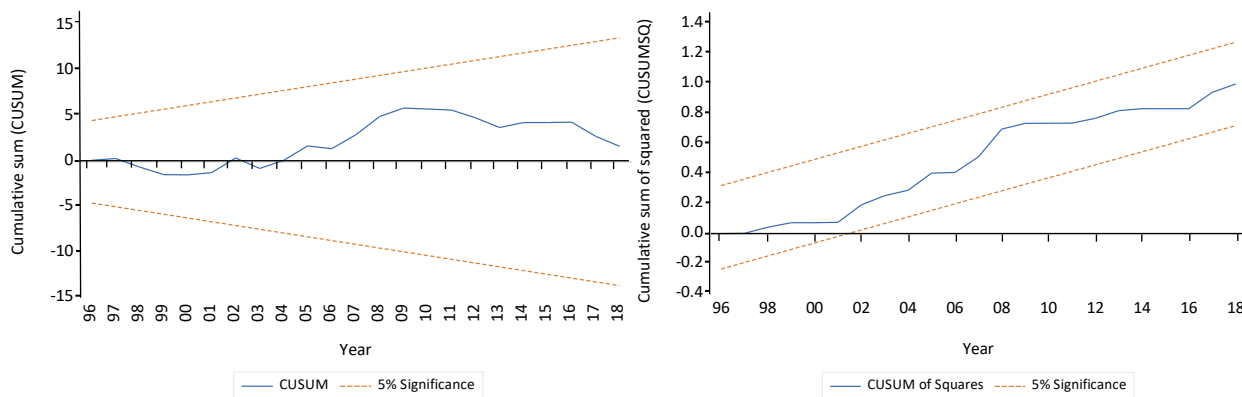 Cumulative sum (CUSUM)
15
10
5
0
-5
-10
-15
96 97 98 99 00 01 02 03 04 05 06 07 08 09 10 11 12 13 14 15 16 17 18
Year
CUSUM 5% Significance
Cumulative sum of squared (CUSUMSQ)
1.4
1.2
1.0
0.8
0.6
0.4
0.2
0.0
-0.2
-0.4
96 98 00 02 04 06 08 10 12 14 16 18
Year
CUSUM of Squares 5% Significance